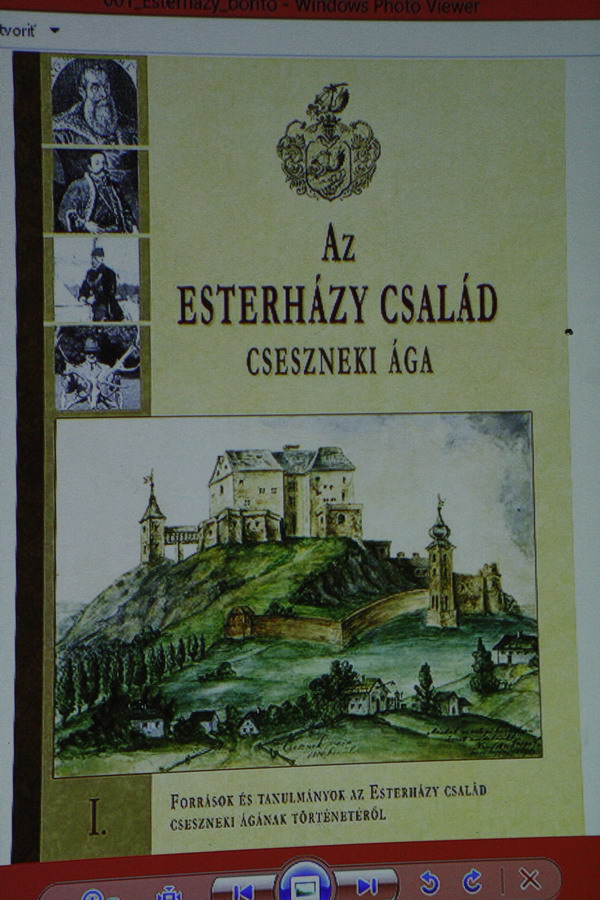 001_Esterhazy_borito - Windows Photo Viewer
tvoriť
Az
ESTERHÁZY CSALÁD
CSESZNEKI ÁGA
I.
FORRÁSOK ÉS TANULMÁNYOK AZ ESTERHÁZY CSALÁD
CSESZNEKI ÁGÁNAK TÖRTÉNETÉRŐL